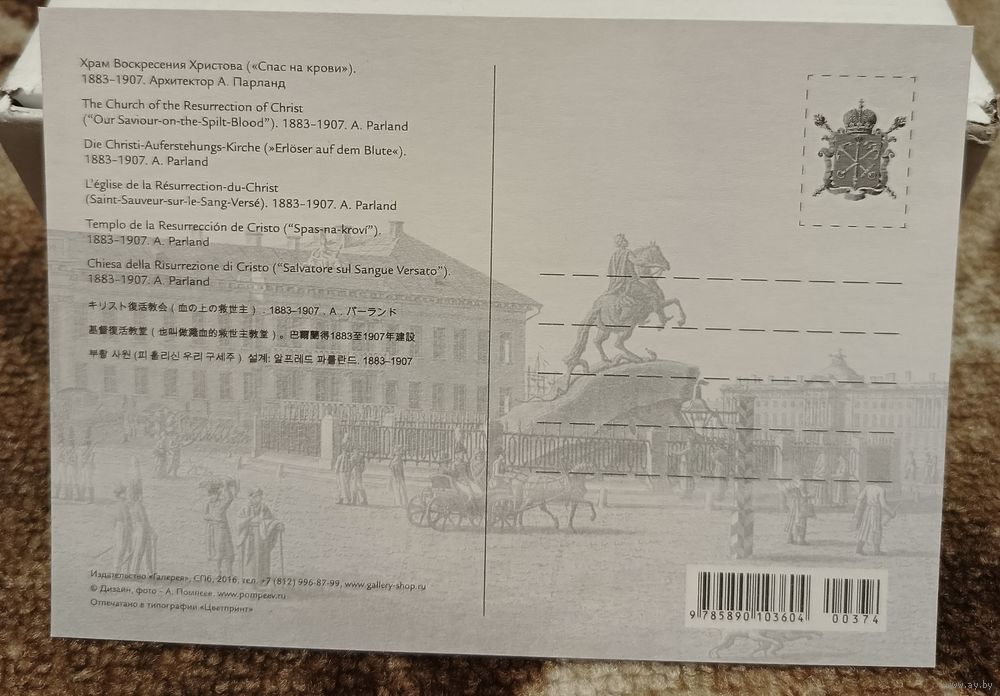 Храм Воскресения Христова («Спас на крови»).
1883–1907. Архитектор А. Парланд
The Church of the Resurrection of Christ
("Our Saviour-on-the-Spilt-Blood"). 1883–1907. A. Parland
Die Christi-Auferstehungs-Kirche (»Erlöser auf dem Blute«).
1883–1907. A. Parland
L'église de la Résurrection-du-Christ
(Saint-Sauveur-sur-le-Sang-Versé). 1883–1907. A. Parland
Templo de la Resurrección de Cristo ("Spas-na-kroví").
1883–1907. A. Parland
Chiesa della Risurrezione di Cristo ("Salvatore sul Sangue Versato").
1883–1907. A. Parland
キリスト復活教会（血の上の救世主）. 1883–1907 . A . パーランド
基督復活教堂（也叫做灘血的救世主教堂）。巴爾蘭得1883至1907年建設
부활 사원 (피 흘리신 우리 구세주 ) 설계: 알프레드 파를란드. 1883–1907
Издательство «Галерея», СПб, 2016, тел. +7 (812) 996-87-99, www.gallery-shop.ru
© Дизайн, фото - А. Помпеев. www.pompeev.ru
Отпечатано в типографии «Цветпринт»
9 785890 103604 00374
www.ay.by